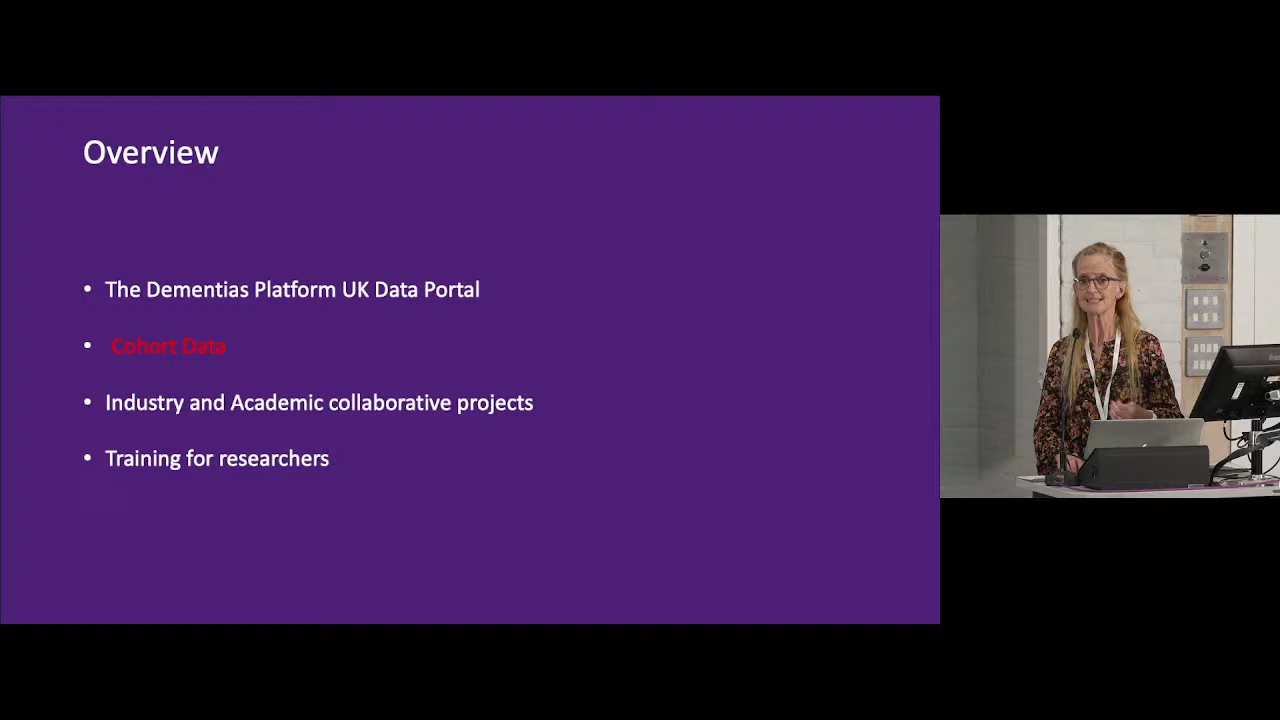 Overview
• The Dementias Platform UK Data Portal
• Cohort Data
• Industry and Academic collaborative projects
• Training for researchers